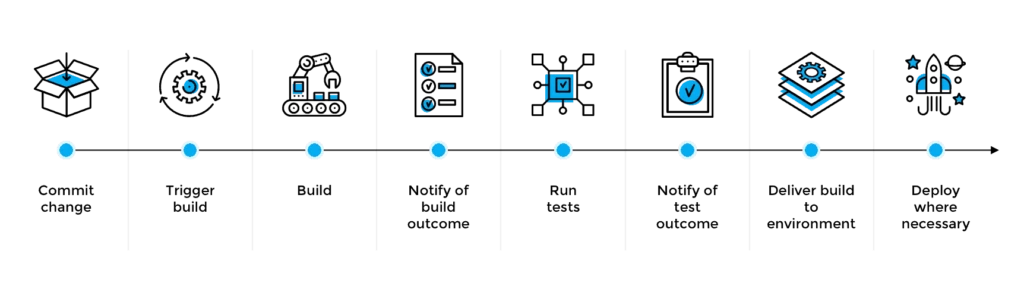 Commit
change
Trigger
build
Build
Notify of
build
outcome
Run
tests
Notify of
test
outcome
Deliver build
to
environment
Deploy
where
necessary